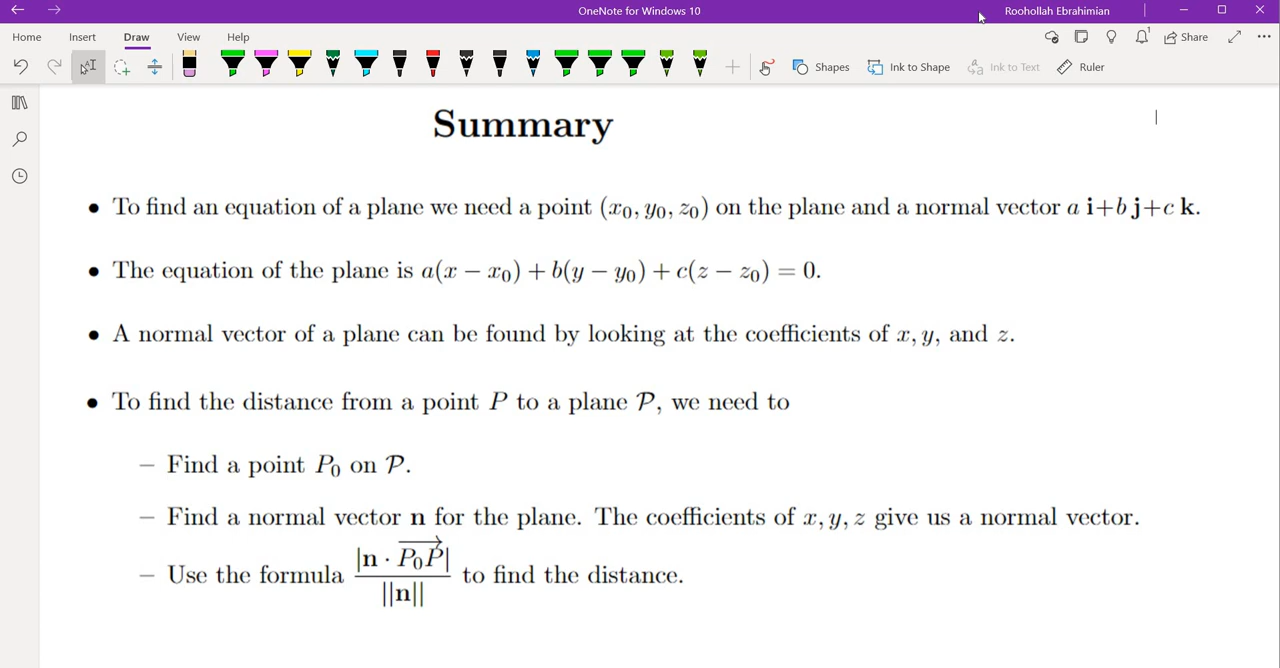 OneNote for Windows 10
Roohollah Ebrahimian
Home Insert Draw View Help
1
Share
Shapes Ink to Shape Ink to Text Ruler
Summary
• To find an equation of a plane we need a point (x₀, y₀, z₀) on the plane and a normal vector a i+b j+c k.
• The equation of the plane is a(x − x₀) + b(y − y₀) + c(z − z₀) = 0.
• A normal vector of a plane can be found by looking at the coefficients of x, y, and z.
• To find the distance from a point P to a plane 𝒫, we need to
– Find a point P₀ on 𝒫.
– Find a normal vector n for the plane. The coefficients of x, y, z give us a normal vector.
– Use the formula |n · P₀P⃗| / ||n|| to find the distance.